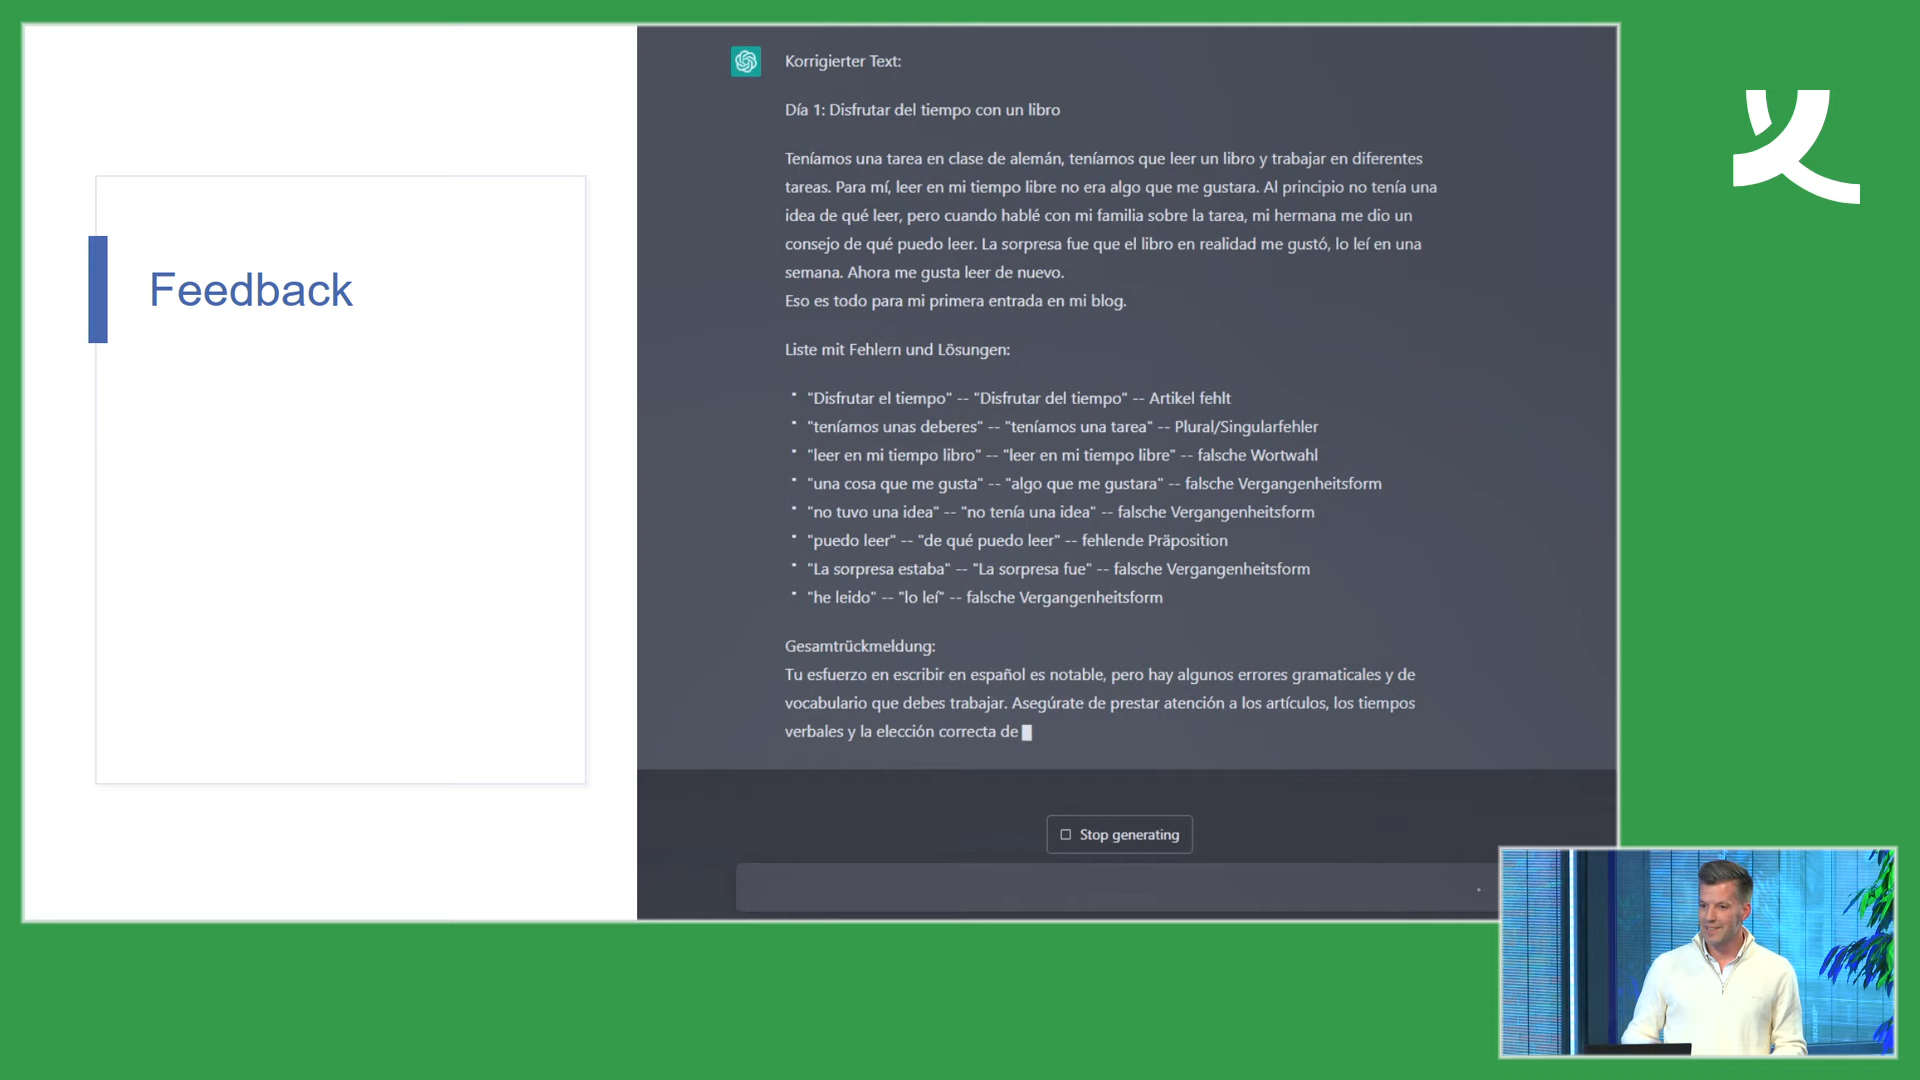 Feedback
Korrigierter Text:
Día 1: Disfrutar del tiempo con un libro
Teníamos una tarea en clase de alemán, teníamos que leer un libro y trabajar en diferentes
tareas. Para mí, leer en mi tiempo libre no era algo que me gustara. Al principio no tenía una
idea de qué leer, pero cuando hablé con mi familia sobre la tarea, mi hermana me dio un
consejo de qué puedo leer. La sorpresa fue que el libro en realidad me gustó, lo leí en una
semana. Ahora me gusta leer de nuevo.
Eso es todo para mi primera entrada en mi blog.
Liste mit Fehlern und Lösungen:
• "Disfrutar el tiempo" -- "Disfrutar del tiempo" -- Artikel fehlt
• "teníamos unas deberes" -- "teníamos una tarea" -- Plural/Singularfehler
• "leer en mi tiempo libro" -- "leer en mi tiempo libre" -- falsche Wortwahl
• "una cosa que me gusta" -- "algo que me gustara" -- falsche Vergangenheitsform
• "no tuvo una idea" -- "no tenía una idea" -- falsche Vergangenheitsform
• "puedo leer" -- "de qué puedo leer" -- fehlende Präposition
• "La sorpresa estaba" -- "La sorpresa fue" -- falsche Vergangenheitsform
• "he leido" -- "lo leí" -- falsche Vergangenheitsform
Gesamtrückmeldung:
Tu esfuerzo en escribir en español es notable, pero hay algunos errores gramaticales y de
vocabulario que debes trabajar. Asegúrate de prestar atención a los artículos, los tiempos
verbales y la elección correcta de
Stop generating